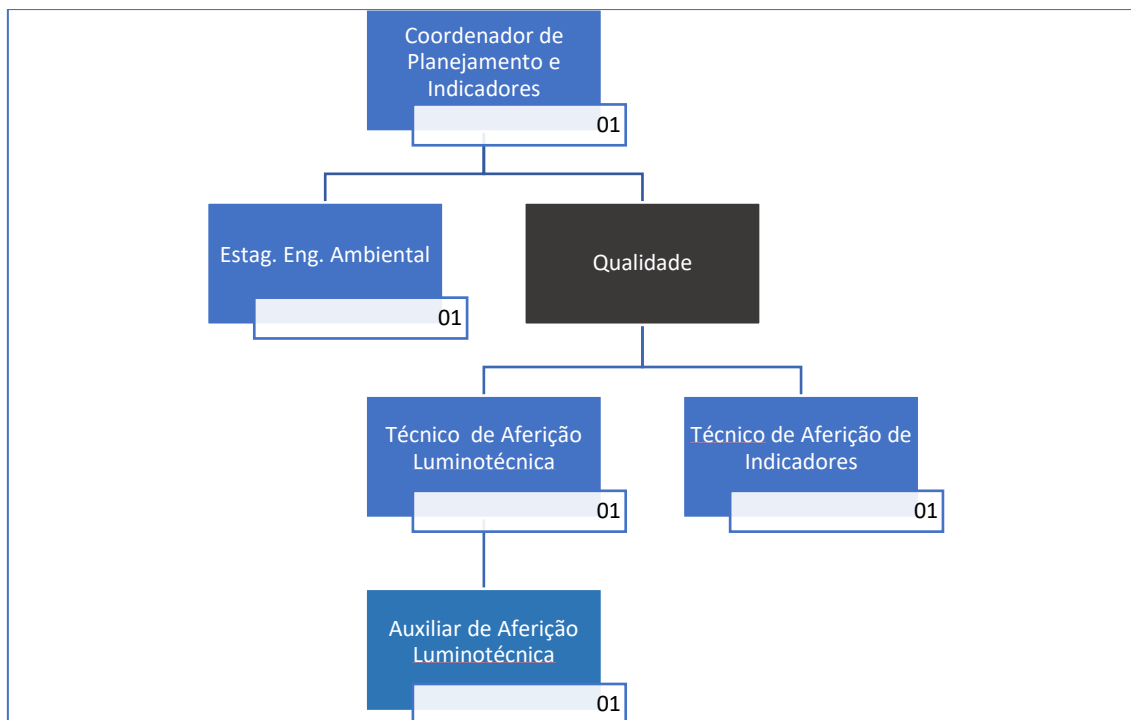 Coordenador de
Planejamento e
Indicadores
01
Estag. Eng. Ambiental
01
Qualidade
Técnico  de Aferição
Luminotécnica
01
Técnico de Aferição de
Indicadores
01
Auxiliar de Aferição
Luminotécnica
01